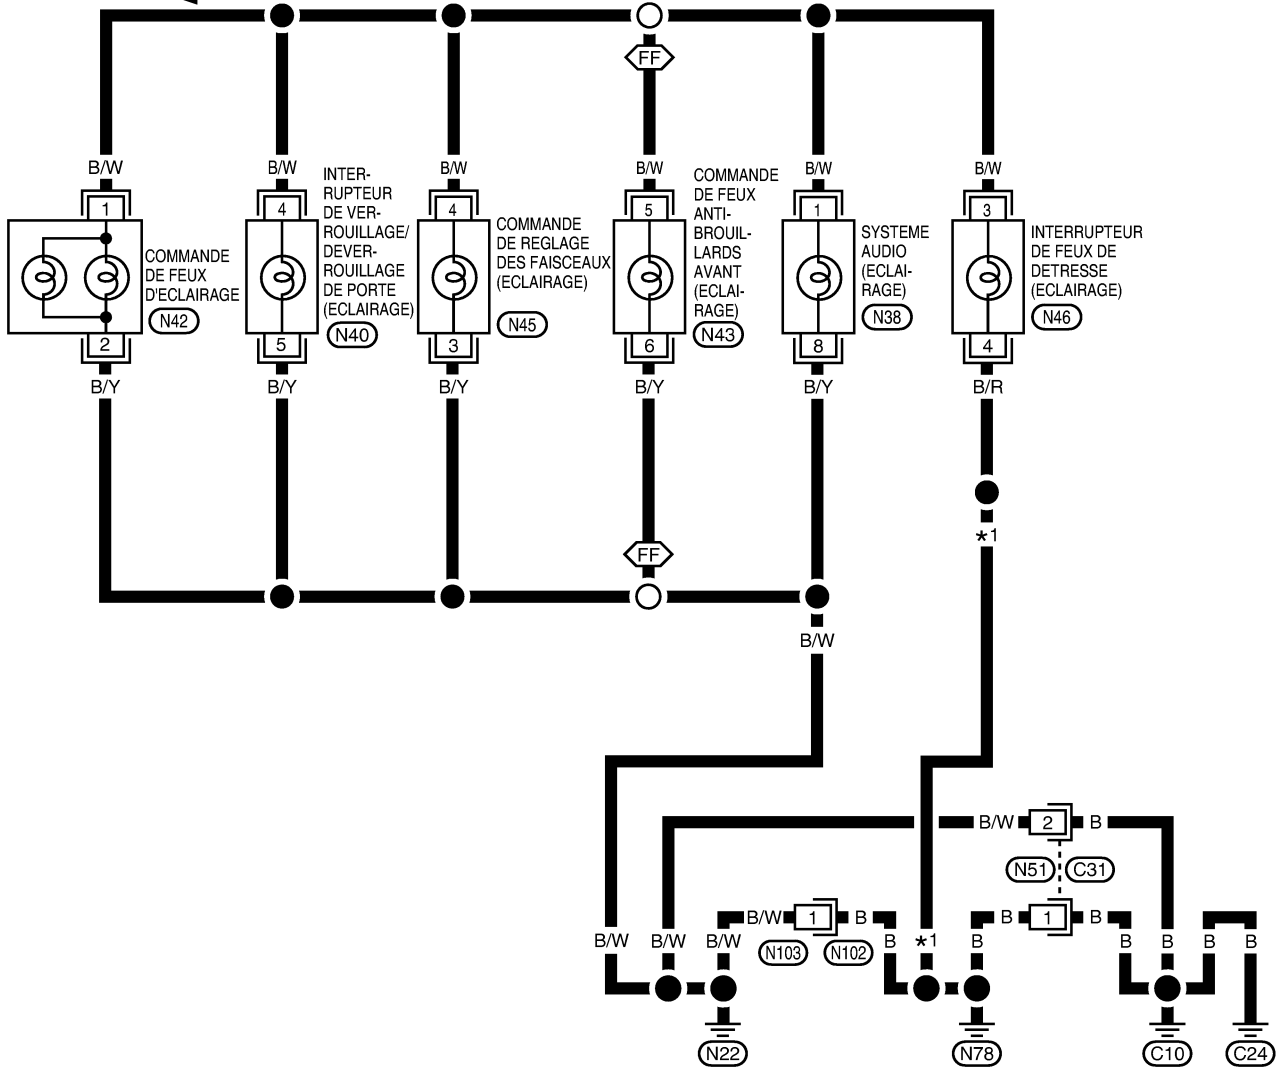 FF
B/W B/W B/W B/W B/W B/W
1 4 4 5 1 3
COMMANDE
DE FEUX
D'ECLAIRAGE
N42
INTER-
RUPTEUR
DE VER-
ROUILLAGE/
DEVER-
ROUILLAGE
DE PORTE
(ECLAIRAGE)
N40
COMMANDE
DE REGLAGE
DES FAISCEAUX
(ECLAIRAGE)
N45
COMMANDE
DE FEUX
ANTI-
BROUIL-
LARDS
AVANT
(ECLAI-
RAGE)
N43
SYSTEME
AUDIO
(ECLAI-
RAGE)
N38
INTERRUPTEUR
DE FEUX DE
DETRESSE
(ECLAIRAGE)
N46
2 5 3 6 8 4
B/Y B/Y B/Y B/Y B/Y B/R
*1
FF
B/W
B/W 2 B
N51 C31
B/W 1 B
B 1 B
N103 N102
B/W B/W B/W B *1 B B B B B
N22 N78 C10 C24